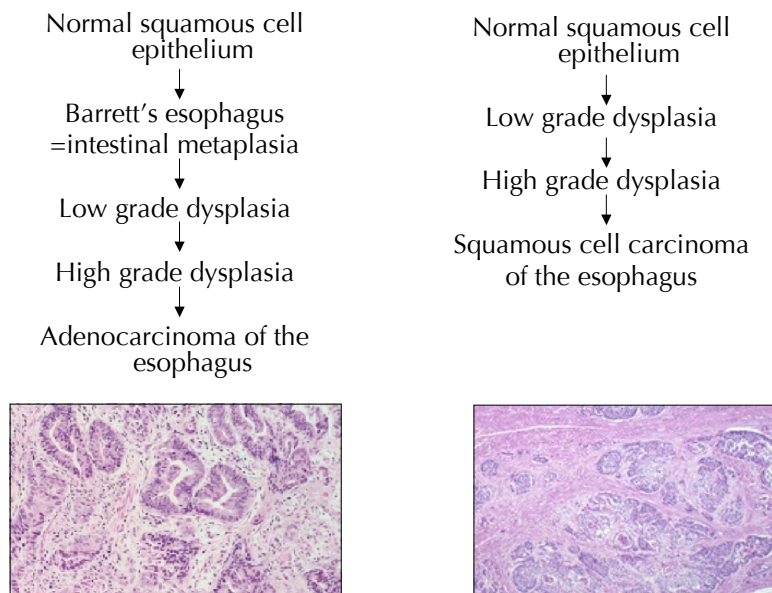 Normal squamous cell
epithelium
Barrett's esophagus
=intestinal metaplasia
Low grade dysplasia
High grade dysplasia
Adenocarcinoma of the
esophagus
Normal squamous cell
epithelium
Low grade dysplasia
High grade dysplasia
Squamous cell carcinoma
of the esophagus